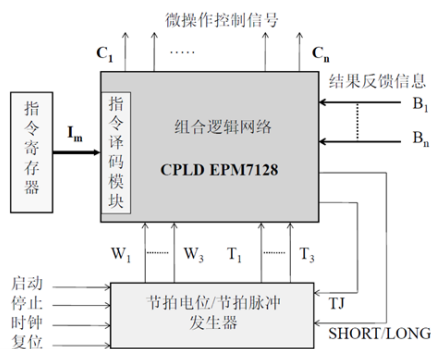 微操作控制信号
C1 ..... Cn
结果反馈信息
指令寄存器
Im
指令译码模块
组合逻辑网络
CPLD EPM7128
B1
Bn
W1 ........ W3 T1 ........ T3
启动
停止
时钟
复位
节拍电位/节拍脉冲
发生器
TJ
SHORT/LONG